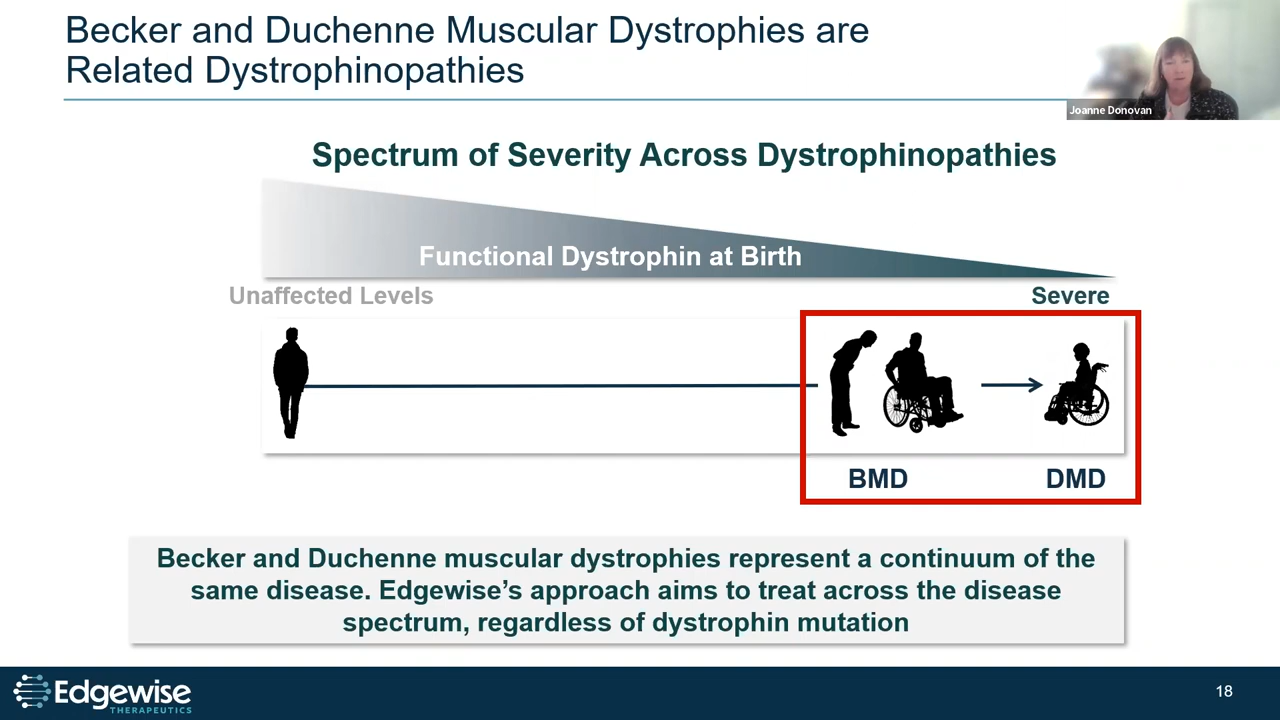 Becker and Duchenne Muscular Dystrophies are
Related Dystrophinopathies
Joanne Donovan
Spectrum of Severity Across Dystrophinopathies
Functional Dystrophin at Birth
Unaffected Levels
Severe
BMD
DMD
Becker and Duchenne muscular dystrophies represent a continuum of the
same disease. Edgewise’s approach aims to treat across the disease
spectrum, regardless of dystrophin mutation
Edgewise
THERAPEUTICS
18